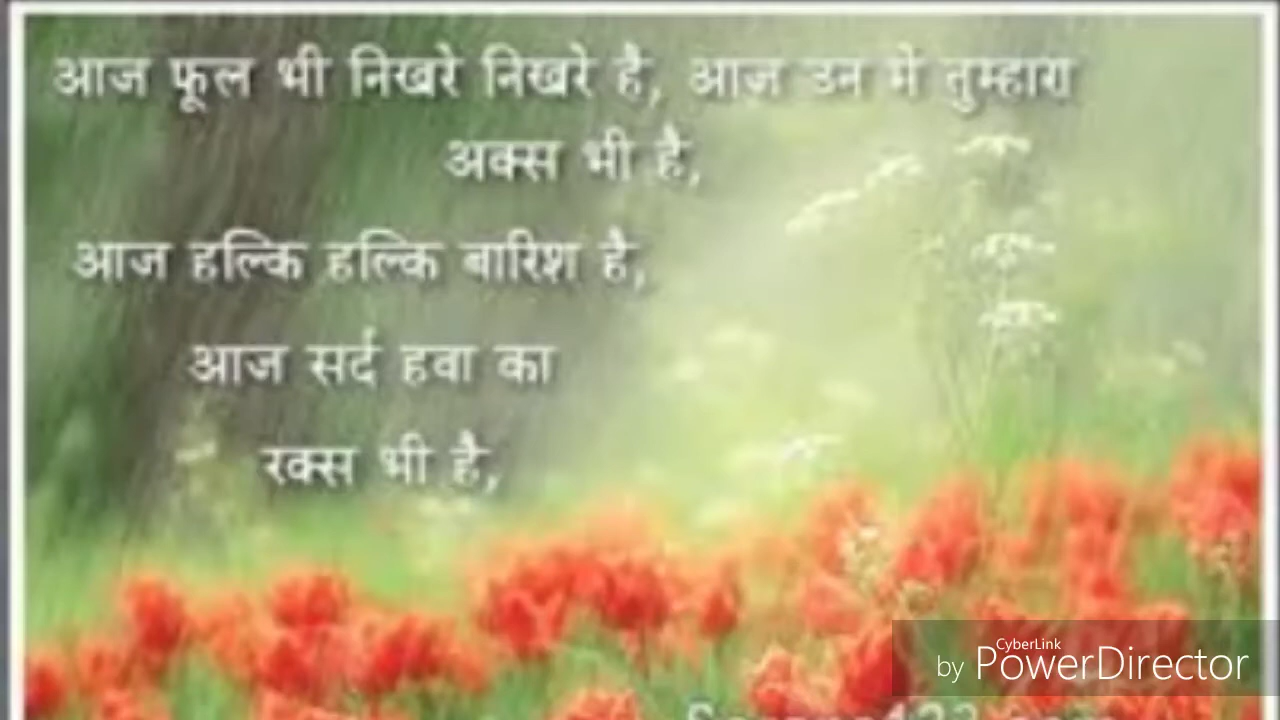 आज फूल भी निखरे निखरे है, आज उन मे तुम्हारा
अक्स भी है,
आज हल्कि हल्कि बारिश है,
आज सर्द हवा का
रक्स भी है,
CyberLink
by PowerDirector